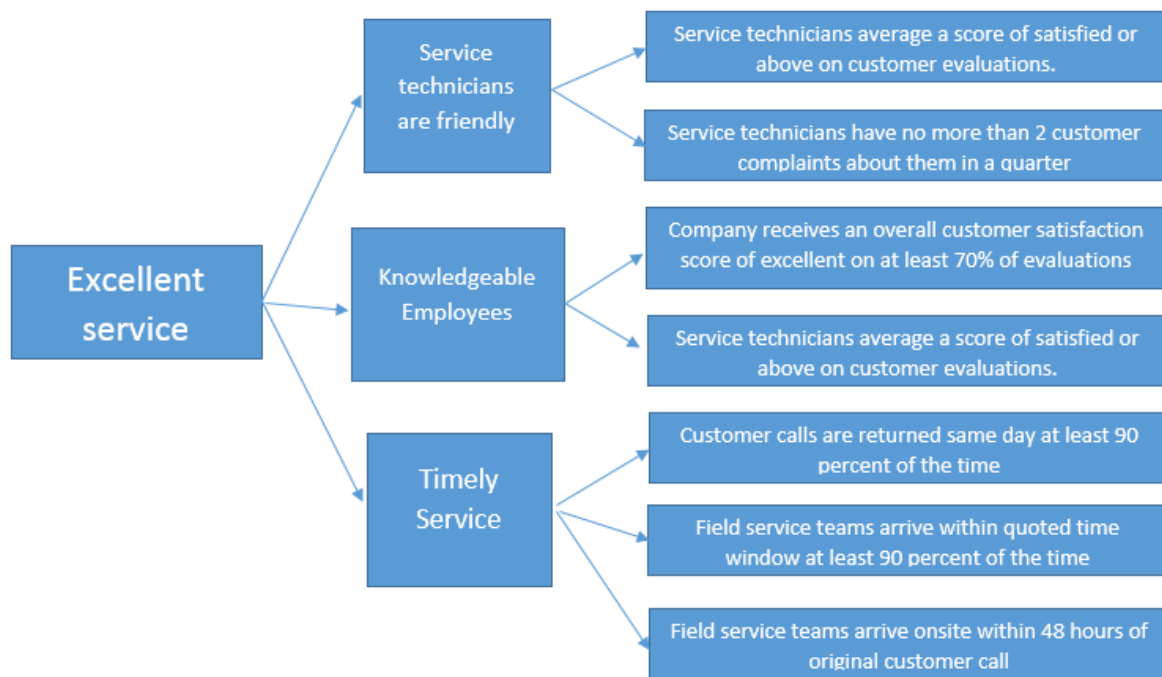 Excellent
service
Service
technicians
are friendly
Service technicians average a score of satisfied or
above on customer evaluations.
Service technicians have no more than 2 customer
complaints about them in a quarter
Knowledgeable
Employees
Company receives an overall customer satisfaction
score of excellent on at least 70% of evaluations
Service technicians average a score of satisfied or
above on customer evaluations.
Timely
Service
Customer calls are returned same day at least 90
percent of the time
Field service teams arrive within quoted time
window at least 90 percent of the time
Field service teams arrive onsite within 48 hours of
original customer call